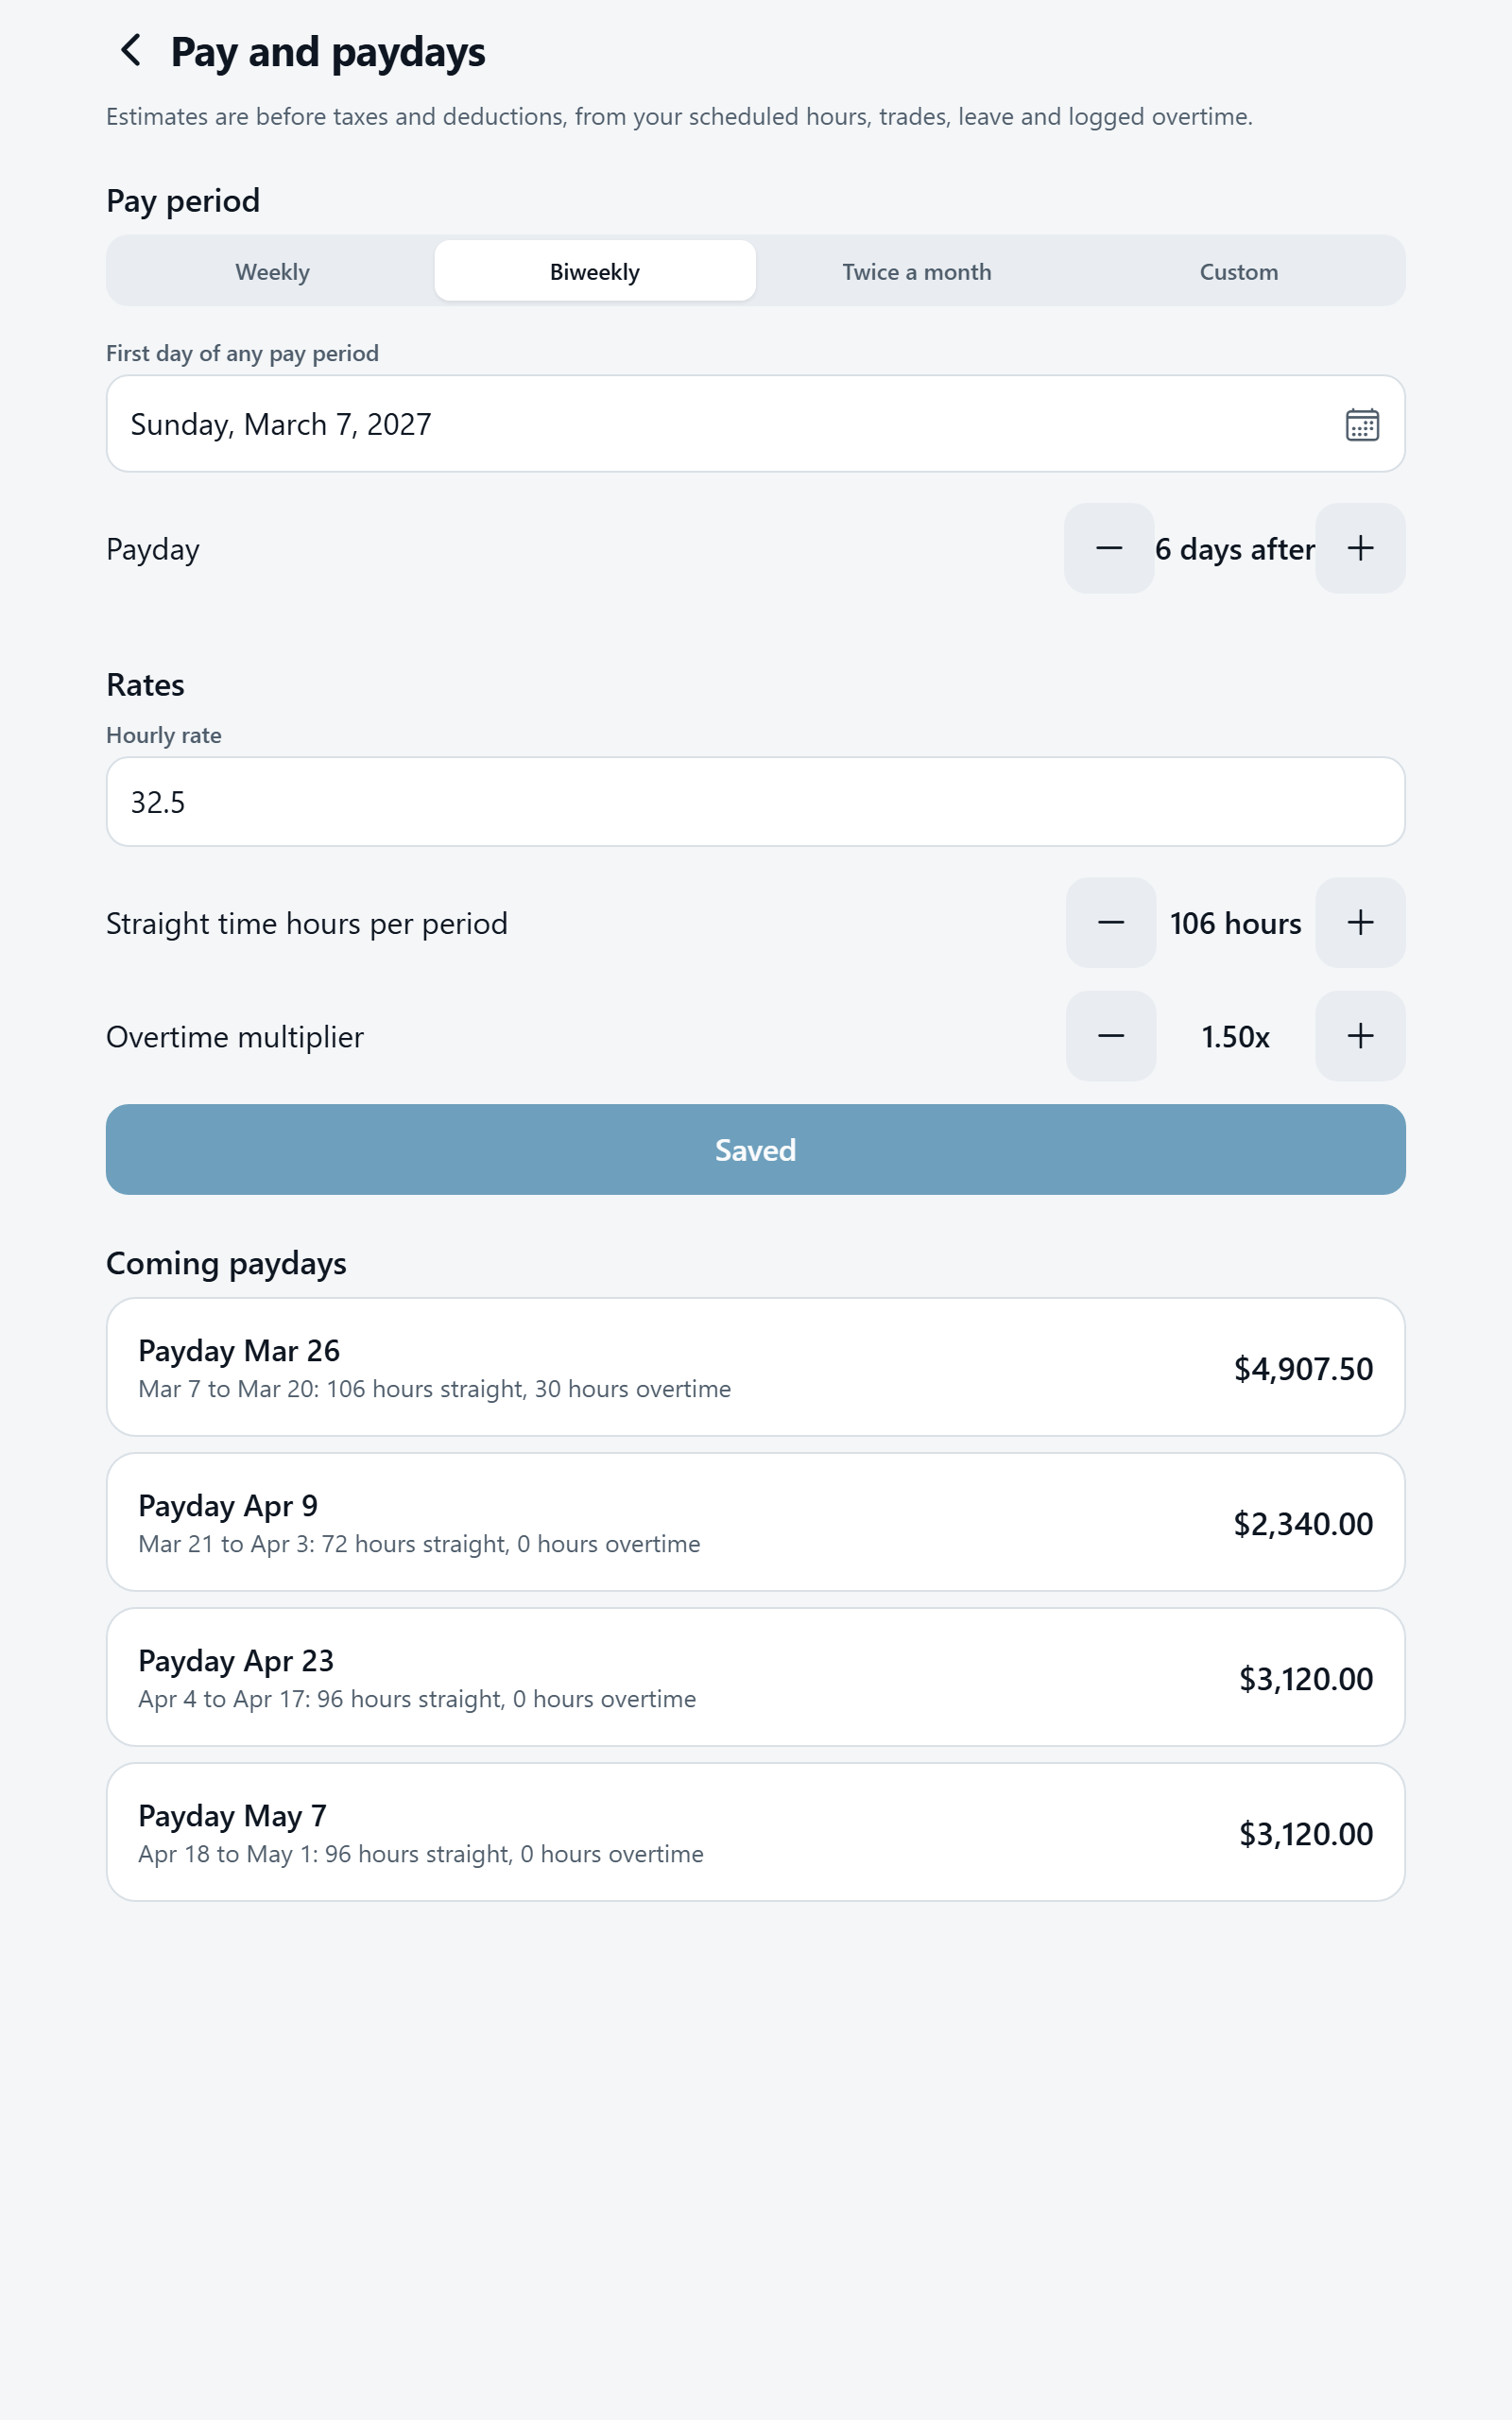 Pay and paydays
Estimates are before taxes and deductions, from your scheduled hours, trades, leave and logged overtime.
Pay period
Weekly Biweekly Twice a month Custom
First day of any pay period
Sunday, March 7, 2027
Payday 6 days after
Rates
Hourly rate
32.5
Straight time hours per period 106 hours
Overtime multiplier 1.50x
Saved
Coming paydays
Payday Mar 26
Mar 7 to Mar 20: 106 hours straight, 30 hours overtime
$4,907.50
Payday Apr 9
Mar 21 to Apr 3: 72 hours straight, 0 hours overtime
$2,340.00
Payday Apr 23
Apr 4 to Apr 17: 96 hours straight, 0 hours overtime
$3,120.00
Payday May 7
Apr 18 to May 1: 96 hours straight, 0 hours overtime
$3,120.00